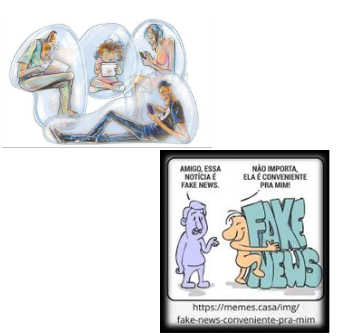 AMIGO, ESSA
NOTÍCIA É
FAKE NEWS.
NÃO IMPORTA,
ELA É CONVENIENTE
PRA MIM!
FAKE
NEWS
https://memes.casa/img/
fake-news-conveniente-pra-mim